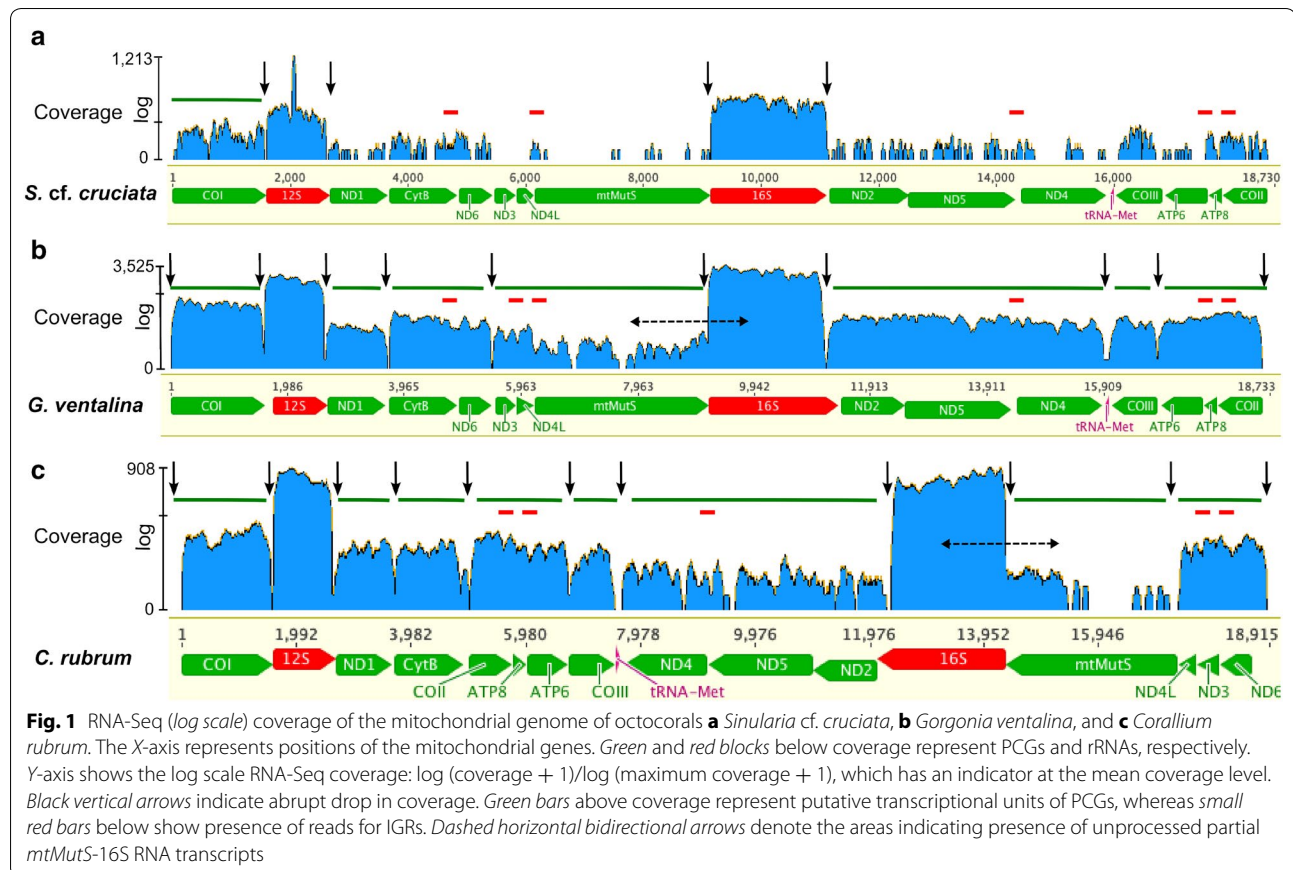 a
1,213
Coverage
log
0
1 2,000 4,000 6,000 8,000 10,000 12,000 14,000 16,000 18,730
S. cf. cruciata
COI 12S ND1 CytB mtMutS 16S ND2 ND5 ND4 COIII COII
ND6 ND3 ND4L tRNA-Met ATP6 ATP8
b
3,525
Coverage
log
0
1 1,986 3,965 5,963 7,963 9,942 11,913 13,911 15,909 18,733
G. ventalina
COI 12S ND1 CytB mtMutS 16S ND2 ND5 ND4 COIII COII
ND6 ND3 ND4L tRNA-Met ATP6 ATP8
c
908
Coverage
log
0
1 1,992 3,982 5,980 7,978 9,976 11,976 13,952 15,946 18,915
C. rubrum
COI 12S ND1 CytB ND4 ND5 ND2 16S mtMutS
COII ATP8 ATP6 COIII tRNA-Met ND4L ND3 ND6
Fig. 1 RNA-Seq (log scale) coverage of the mitochondrial genome of octocorals a Sinularia cf. cruciata, b Gorgonia ventalina, and c Corallium
rubrum. The X-axis represents positions of the mitochondrial genes. Green and red blocks below coverage represent PCGs and rRNAs, respectively.
Y-axis shows the log scale RNA-Seq coverage: log (coverage + 1)/log (maximum coverage + 1), which has an indicator at the mean coverage level.
Black vertical arrows indicate abrupt drop in coverage. Green bars above coverage represent putative transcriptional units of PCGs, whereas small
red bars below show presence of reads for IGRs. Dashed horizontal bidirectional arrows denote the areas indicating presence of unprocessed partial
mtMutS-16S RNA transcripts